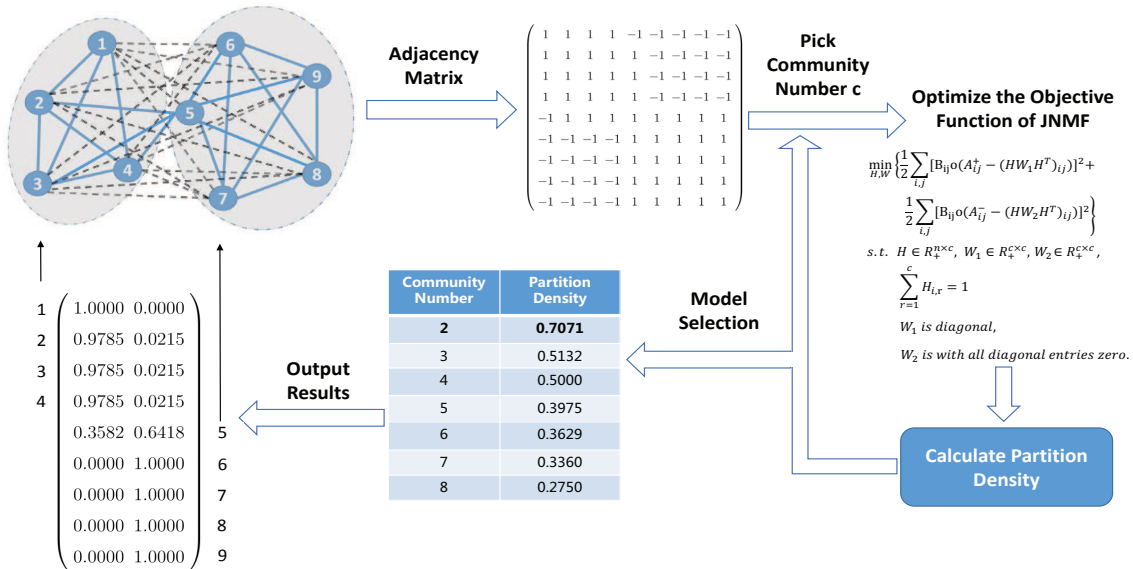 1
6
9
2
5
4
3
8
7
Adjacency
Matrix
1 1 1 1 −1 −1 −1 −1 −1
1 1 1 1 1 −1 −1 −1 −1
1 1 1 1 1 −1 −1 −1 −1
1 1 1 1 1 −1 −1 −1 −1
−1 1 1 1 1 1 1 1 1
−1 −1 −1 −1 1 1 1 1 1
−1 −1 −1 −1 1 1 1 1 1
−1 −1 −1 −1 1 1 1 1 1
−1 −1 −1 −1 1 1 1 1 1
Pick
Community
Number c
Optimize the Objective
Function of JNMF
min_{H,W} {1/2 ∑_{i,j} [B_{ij}o(A^+_{ij} − (HW_1H^T)_{ij})]^2 +
1/2 ∑_{i,j} [B_{ij}o(A^-_{ij} − (HW_2H^T)_{ij})]^2}
s.t. H ∈ R_+^{n×c}, W_1 ∈ R_+^{c×c}, W_2 ∈ R_+^{c×c},
∑_{r=1}^{c} H_{i,r} = 1
W_1 is diagonal,
W_2 is with all diagonal entries zero.
Calculate Partition
Density
Model
Selection
Community Number Partition Density
2 0.7071
3 0.5132
4 0.5000
5 0.3975
6 0.3629
7 0.3360
8 0.2750
Output
Results
1 1.0000 0.0000
2 0.9785 0.0215
3 0.9785 0.0215
4 0.9785 0.0215
0.3582 0.6418 5
0.0000 1.0000 6
0.0000 1.0000 7
0.0000 1.0000 8
0.0000 1.0000 9